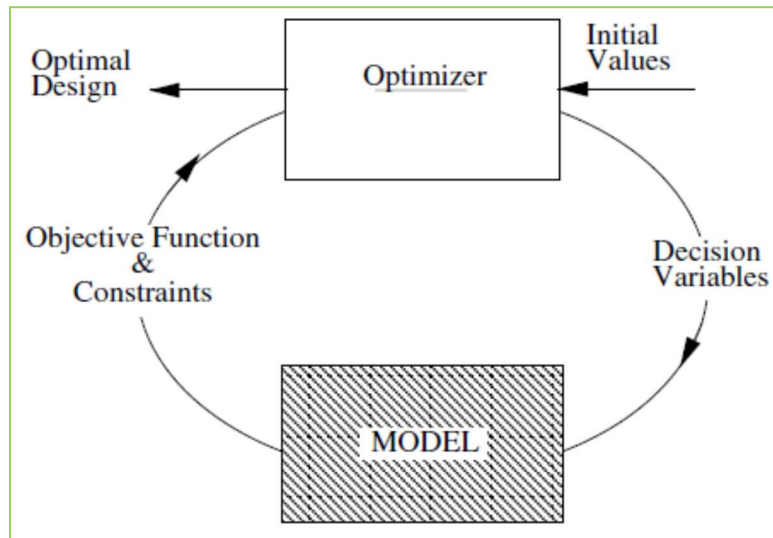 Optimal
Design
Optimizer
Initial
Values
Objective Function
&
Constraints
Decision
Variables
MODEL